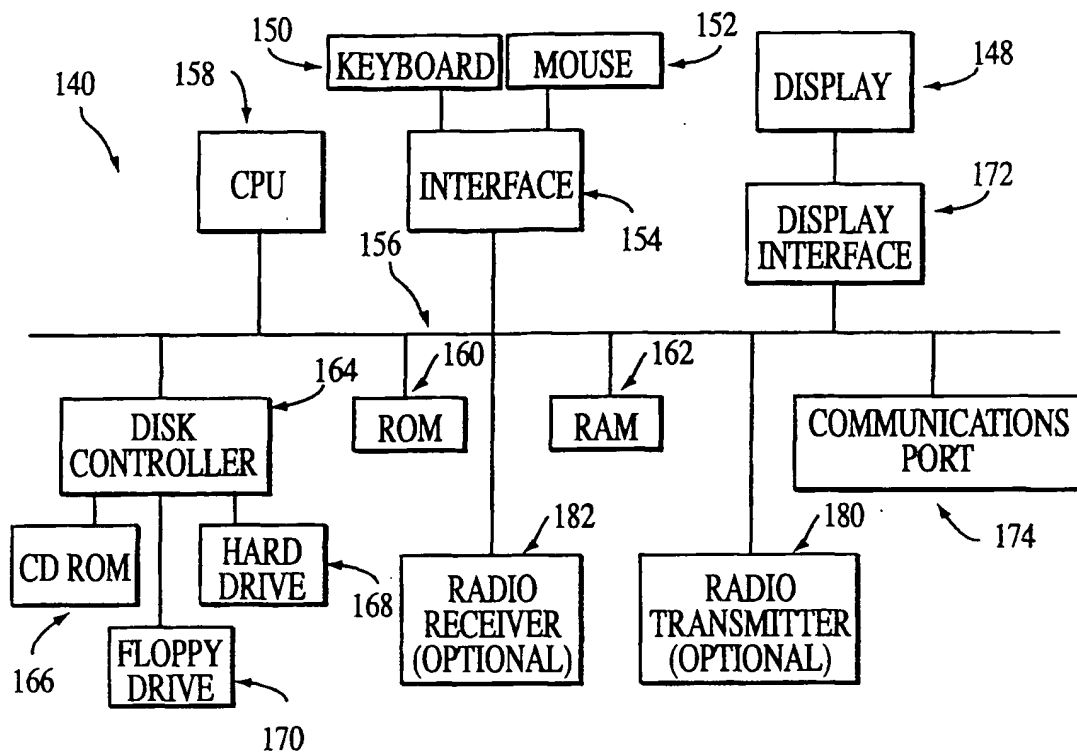 150
KEYBOARD
MOUSE
152
DISPLAY
148
158
140
CPU
INTERFACE
154
172
DISPLAY
INTERFACE
156
164
160
162
DISK
CONTROLLER
ROM
RAM
COMMUNICATIONS
PORT
174
CD ROM
166
HARD
DRIVE
168
FLOPPY
DRIVE
170
182
RADIO
RECEIVER
(OPTIONAL)
180
RADIO
TRANSMITTER
(OPTIONAL)